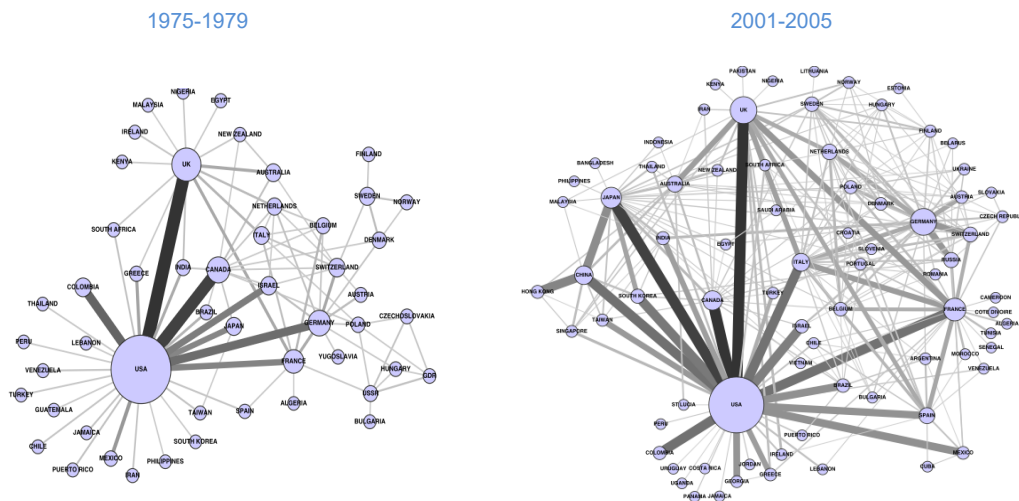 1975-1979
NIGERIA
MALAYSIA
EGYPT
IRELAND
NEW ZEALAND
KENYA
UK
AUSTRALIA
FINLAND
SWEDEN
NORWAY
NETHERLANDS
BELGIUM
ITALY
DENMARK
SOUTH AFRICA
GREECE
INDIA
CANADA
SWITZERLAND
COLOMBIA
ISRAEL
AUSTRIA
THAILAND
BRAZIL
JAPAN
GERMANY
POLAND
CZECHOSLOVAKIA
PERU
LEBANON
YUGOSLAVIA
FRANCE
VENEZUELA
USA
HUNGARY
GDR
TURKEY
USSR
GUATEMALA
TAIWAN
SPAIN
ALGERIA
BULGARIA
CHILE
JAMAICA
SOUTH KOREA
PUERTO RICO
MEXICO
PHILIPPINES
IRAN
2001-2005
PAKISTAN
LITHUANIA
KENYA
NIGERIA
NORWAY
ESTONIA
IRAN
UK
SWEDEN
HUNGARY
FINLAND
INDONESIA
BELARUS
BANGLADESH
THAILAND
SOUTH AFRICA
NETHERLANDS
PHILIPPINES
AUSTRALIA
NEW ZEALAND
UKRAINE
POLAND
AUSTRIA
SLOVAKIA
MALAYSIA
JAPAN
SAUDI ARABIA
DENMARK
CZECH REPUBL
GERMANY
INDIA
EGYPT
CROATIA
SWITZERLAND
SLOVENIA
ITALY
PORTUGAL
RUSSIA
ROMANIA
CHINA
HONG KONG
SOUTH KOREA
CANADA
TURKEY
BELGIUM
FRANCE
CAMEROON
COTE DIVOIRE
SINGAPORE
TAIWAN
ISRAEL
ALGERIA
TUNISIA
CHILE
SENEGAL
VIETNAM
ARGENTINA
MOROCCO
VENEZUELA
BRAZIL
BULGARIA
ST LUCIA
USA
SPAIN
PERU
PUERTO RICO
COLOMBIA
IRELAND
MEXICO
URUGUAY
COSTA RICA
JORDAN
LEBANON
CUBA
UGANDA
GEORGIA
GREECE
PANAMA
JAMAICA